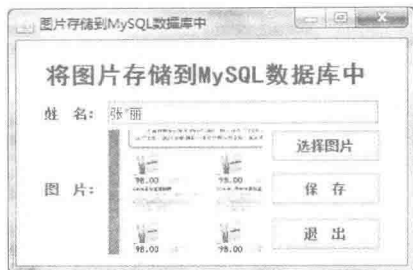 图片存储到MySQL数据库中
将图片存储到MySQL数据库中
姓 名: 张*丽
选择图片
图 片:
98.00 98.00
保 存
98.00 98.00
退 出